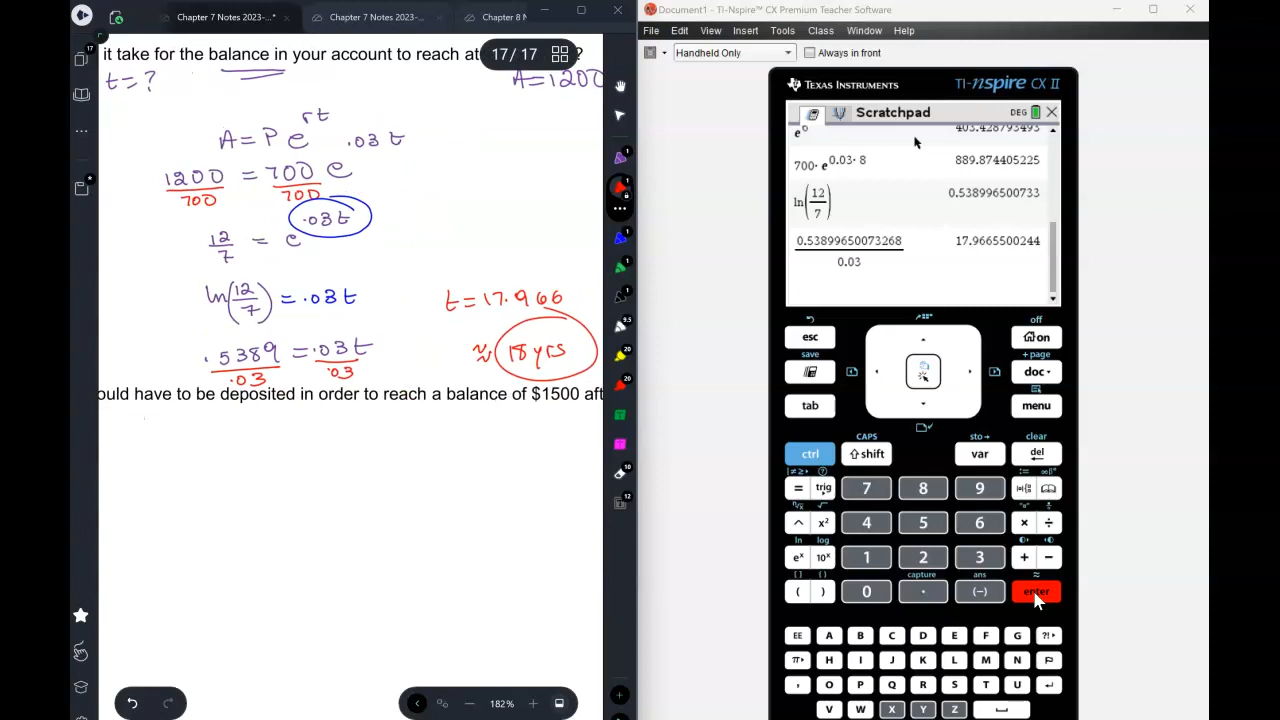 Chapter 7 Notes 2023-...*
Chapter 7 Notes 2023-...
Chapter 8 N
it take for the balance in your account to reach at
17 / 17
?
t = ?
A = 1200
A = P e^rt
.03 t
1200 = 700 e
700
700
12/7 = e^.03t
ln(12/7) = .03t
t = 17.966
.5389 = .03t
.03
.03
≈ 18 yrs
ould have to be deposited in order to reach a balance of $1500 aft
182%
Document1 - TI-Nspire™ CX Premium Teacher Software
File Edit View Insert Tools Class Window Help
Handheld Only
Always in front
TEXAS INSTRUMENTS
TI-nspire CX II
Scratchpad
DEG
403.428793493
700·e^0.03·8
889.874405225
ln(12/7)
0.538996500733
0.53899650073268
0.03
17.9665500244
off
esc
on
save
+ page
doc
tab
menu
CAPS
sto→
clear
ctrl
shift
var
del
= trig 7 8 9
^ x² 4 5 6 × ÷
ln log
eˣ 10ˣ 1 2 3 + −
capture ans ≈
( ) 0 . (−) enter
EE A B C D E F G ?!
π H I J K L M N
, O P Q R S T U
V W X Y Z